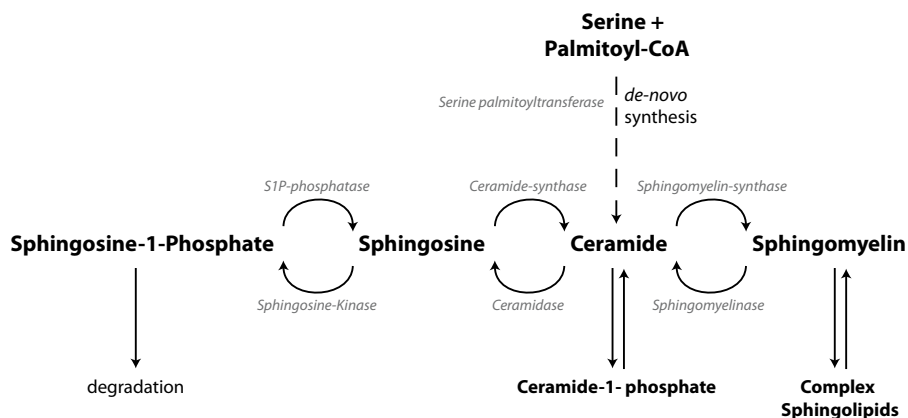 Serine +
Palmitoyl-CoA
Serine palmitoyltransferase
de-novo
synthesis
S1P-phosphatase
Ceramide-synthase
Sphingomyelin-synthase
Sphingosine-1-Phosphate
Sphingosine
Ceramide
Sphingomyelin
Sphingosine-Kinase
Ceramidase
Sphingomyelinase
degradation
Ceramide-1- phosphate
Complex
Sphingolipids